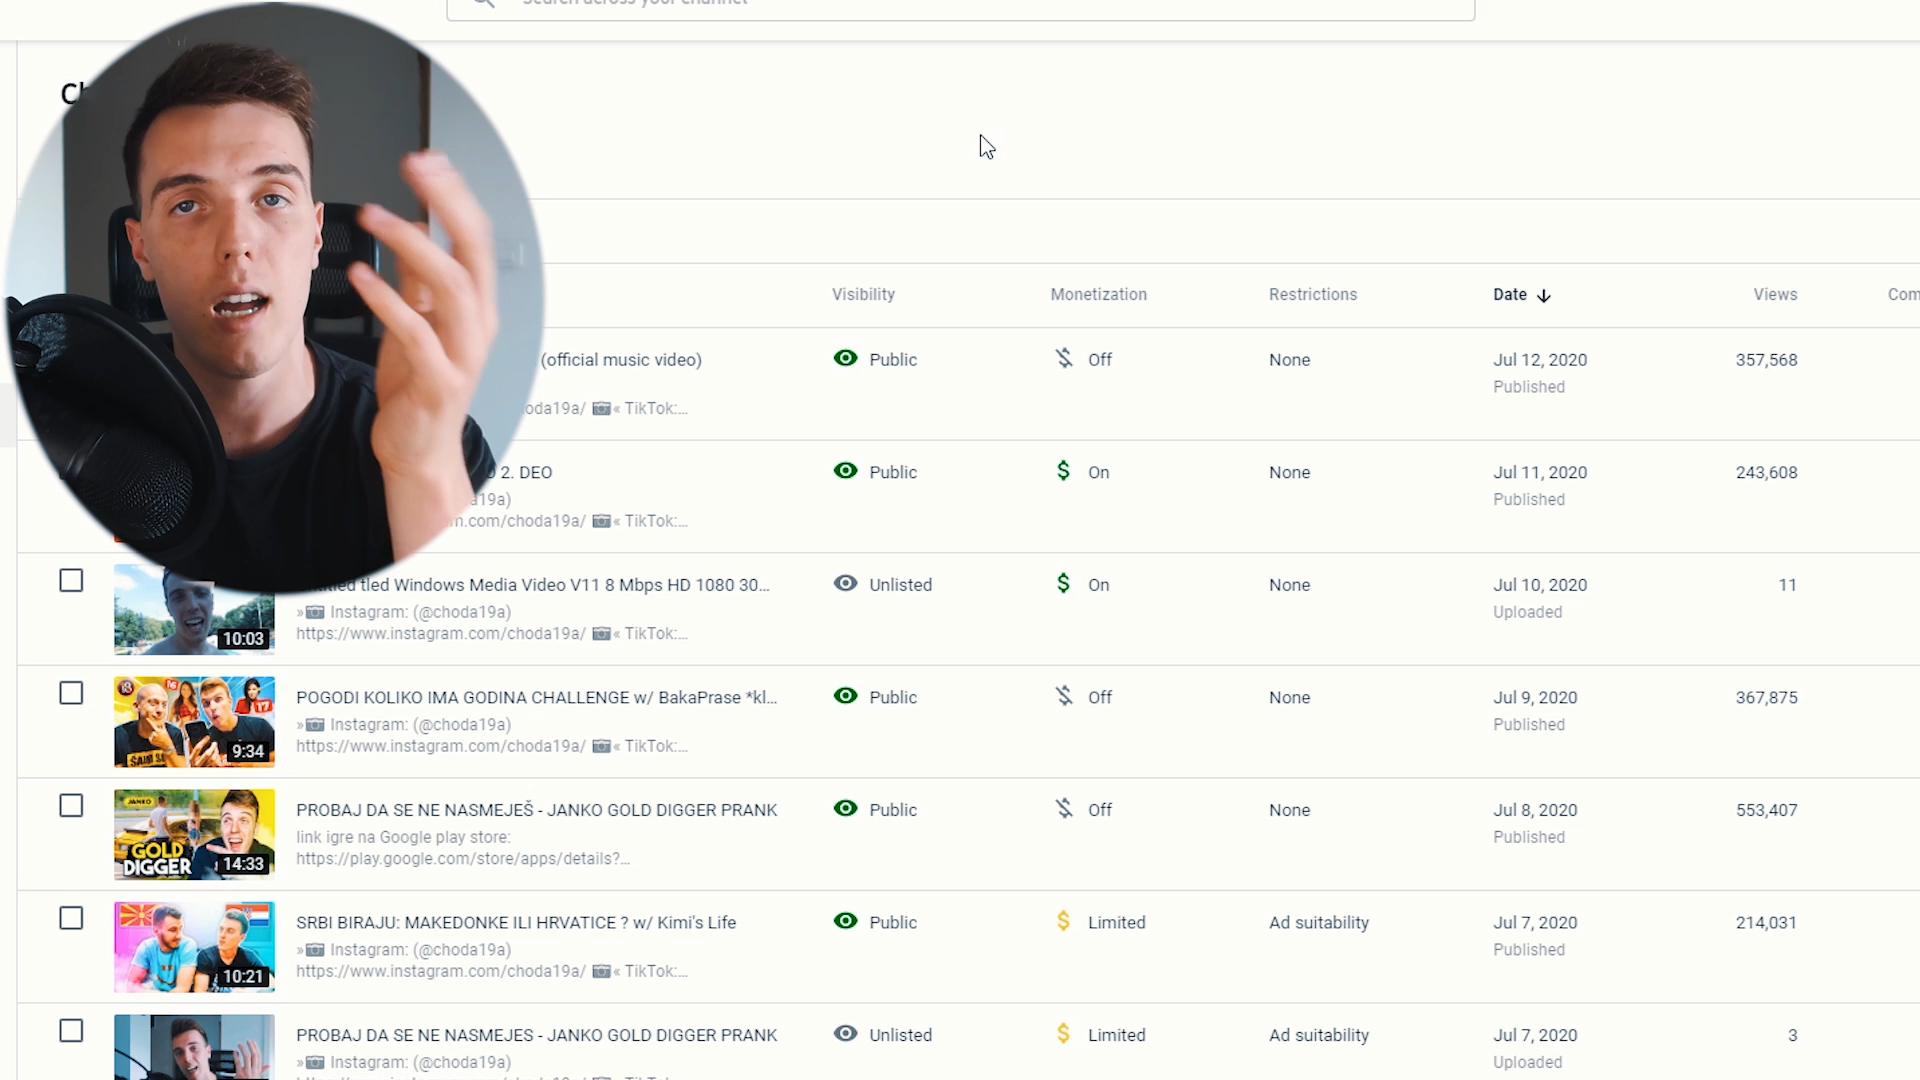 Search across your channel
Visibility Monetization Restrictions Date Views Com
(official music video) Public Off None Jul 12, 2020 357,568
Published
oda19a/ « TikTok:...
2. DEO Public On None Jul 11, 2020 243,608
a19a) Published
m.com/choda19a/ « TikTok:...
tled Windows Media Video V11 8 Mbps HD 1080 30... Unlisted On None Jul 10, 2020 11
» Instagram: (@choda19a) Uploaded
10:03 https://www.instagram.com/choda19a/ « TikTok:...
POGODI KOLIKO IMA GODINA CHALLENGE w/ BakaPrase *kl... Public Off None Jul 9, 2020 367,875
» Instagram: (@choda19a) Published
9:34 https://www.instagram.com/choda19a/ « TikTok:...
JANKO PROBAJ DA SE NE NASMEJEŠ - JANKO GOLD DIGGER PRANK Public Off None Jul 8, 2020 553,407
link igre na Google play store: Published
GOLD
DIGGER 14:33 https://play.google.com/store/apps/details?...
SRBI BIRAJU: MAKEDONKE ILI HRVATICE ? w/ Kimi's Life Public Limited Ad suitability Jul 7, 2020 214,031
» Instagram: (@choda19a) Published
10:21 https://www.instagram.com/choda19a/ « TikTok:...
PROBAJ DA SE NE NASMEJES - JANKO GOLD DIGGER PRANK Unlisted Limited Ad suitability Jul 7, 2020 3
» Instagram: (@choda19a) Uploaded